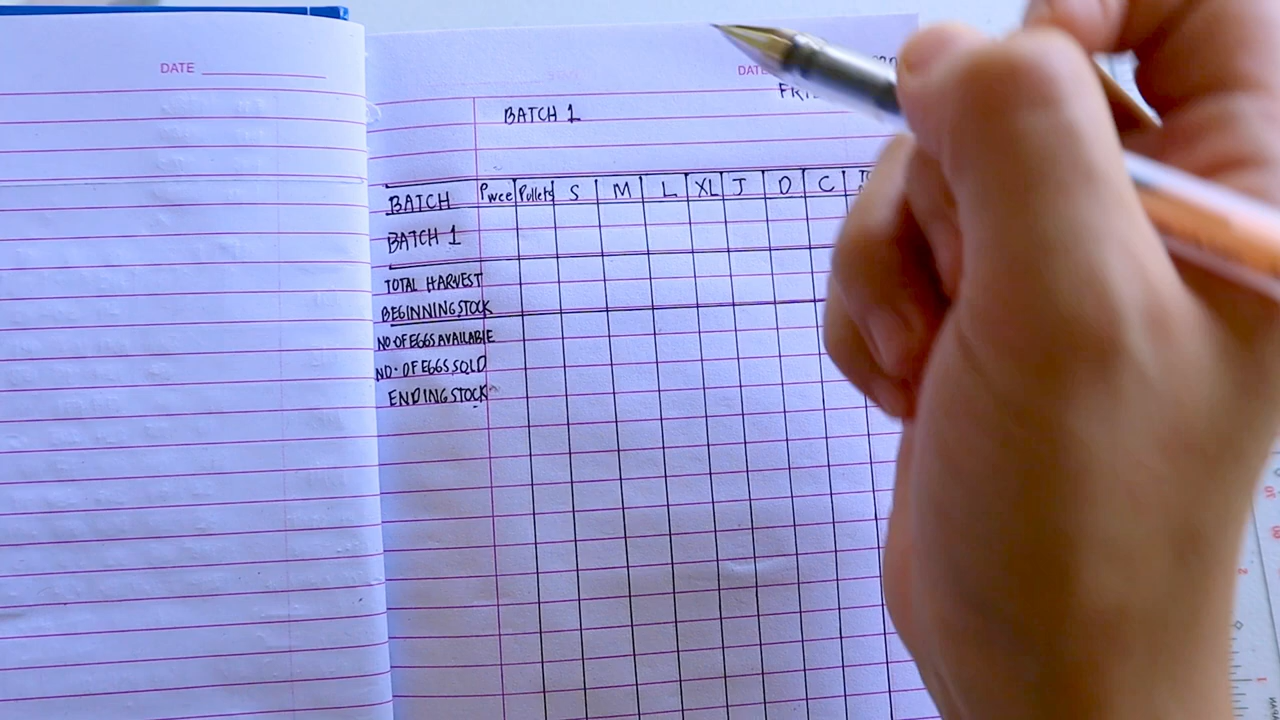 DATE
DATE
BATCH 1
BATCH Pwee Pullets S M L XL J D C
BATCH 1
TOTAL HARVEST
BEGINNING STOCK
NO. OF EGGS AVAILABLE
NO. OF EGGS SOLD
ENDING STOCK